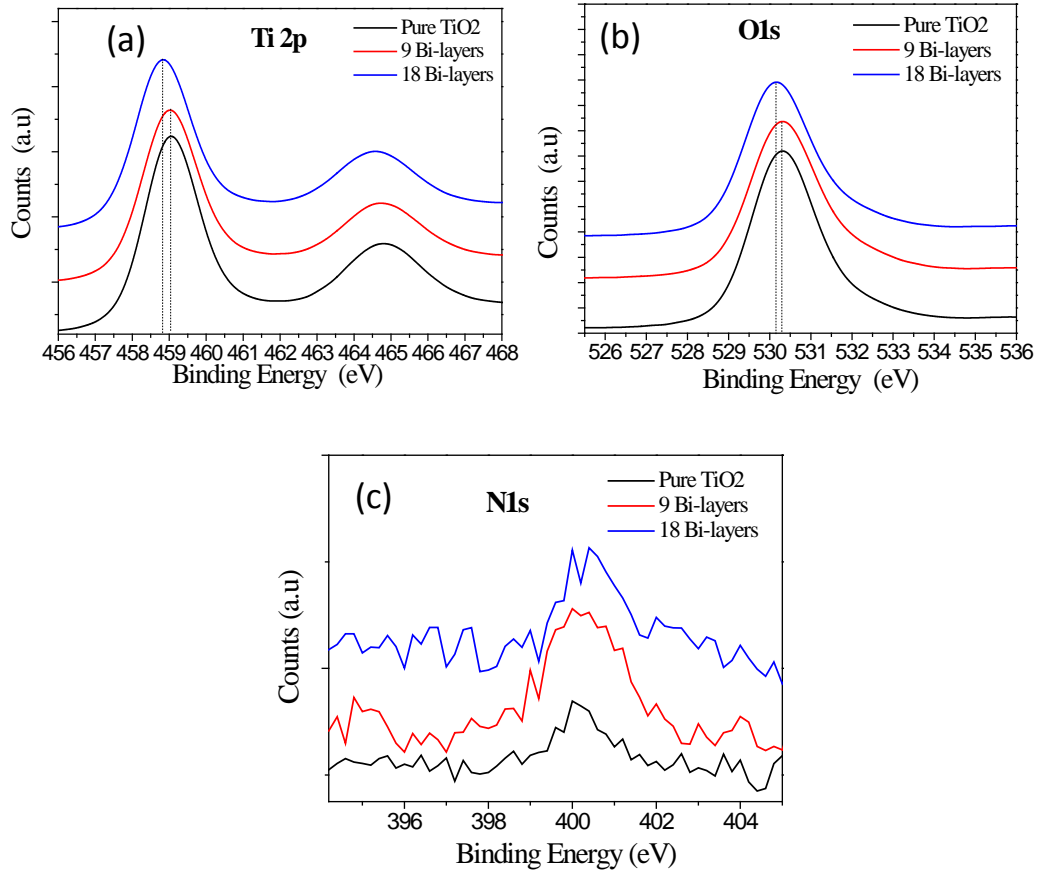 (a)
Ti 2p
Pure TiO2
9 Bi-layers
18 Bi-layers
Counts (a.u)
456 457 458 459 460 461 462 463 464 465 466 467 468
Binding Energy (eV)
(b)
O1s
Pure TiO2
9 Bi-layers
18 Bi-layers
Counts (a.u)
526 527 528 529 530 531 532 533 534 535 536
Binding Energy (eV)
(c)
N1s
Pure TiO2
9 Bi-layers
18 Bi-layers
Counts (a.u)
396 398 400 402 404
Binding Energy (eV)